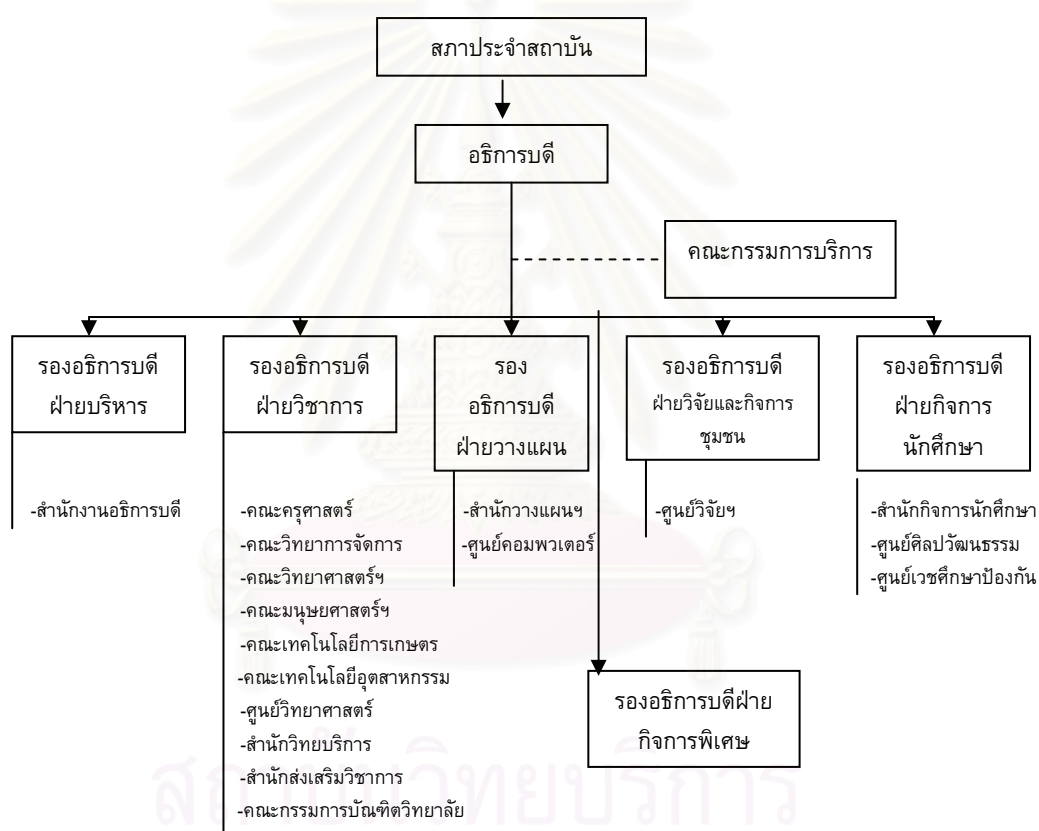 สภาประจำสถาบัน
อธิการบดี
คณะกรรมการบริการ
รองอธิการบดี
ฝ่ายบริหาร
-สำนักงานอธิการบดี
รองอธิการบดี
ฝ่ายวิชาการ
-คณะครุศาสตร์
-คณะวิทยาการจัดการ
-คณะวิทยาศาสตร์ฯ
-คณะมนุษยศาสตร์ฯ
-คณะเทคโนโลยีการเกษตร
-คณะเทคโนโลยีอุตสาหกรรม
-ศูนย์วิทยาศาสตร์
-สำนักวิทยบริการ
-สำนักส่งเสริมวิชาการ
-คณะกรรมการบัณฑิตวิทยาลัย
รอง
อธิการบดี
ฝ่ายวางแผน
-สำนักวางแผนฯ
-ศูนย์คอมพวเตอร์
รองอธิการบดี
ฝ่ายวิจัยและกิจการ
ชุมชน
-ศูนย์วิจัยฯ
รองอธิการบดี
ฝ่ายกิจการ
นักศึกษา
-สำนักกิจการนักศึกษา
-ศูนย์ศิลปวัฒนธรรม
-ศูนย์เวชศึกษาป้องกัน
รองอธิการบดีฝ่าย
กิจการพิเศษ
สถาบันวิทยบริการ